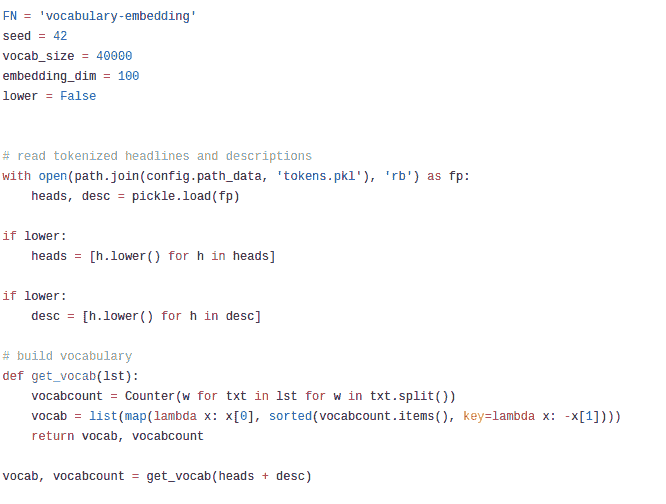 FN = 'vocabulary-embedding'
seed = 42
vocab_size = 40000
embedding_dim = 100
lower = False
# read tokenized headlines and descriptions
with open(path.join(config.path_data, 'tokens.pkl'), 'rb') as fp:
    heads, desc = pickle.load(fp)
if lower:
    heads = [h.lower() for h in heads]
if lower:
    desc = [h.lower() for h in desc]
# build vocabulary
def get_vocab(lst):
    vocabcount = Counter(w for txt in lst for w in txt.split())
    vocab = list(map(lambda x: x[0], sorted(vocabcount.items(), key=lambda x: -x[1])))
    return vocab, vocabcount
vocab, vocabcount = get_vocab(heads + desc)